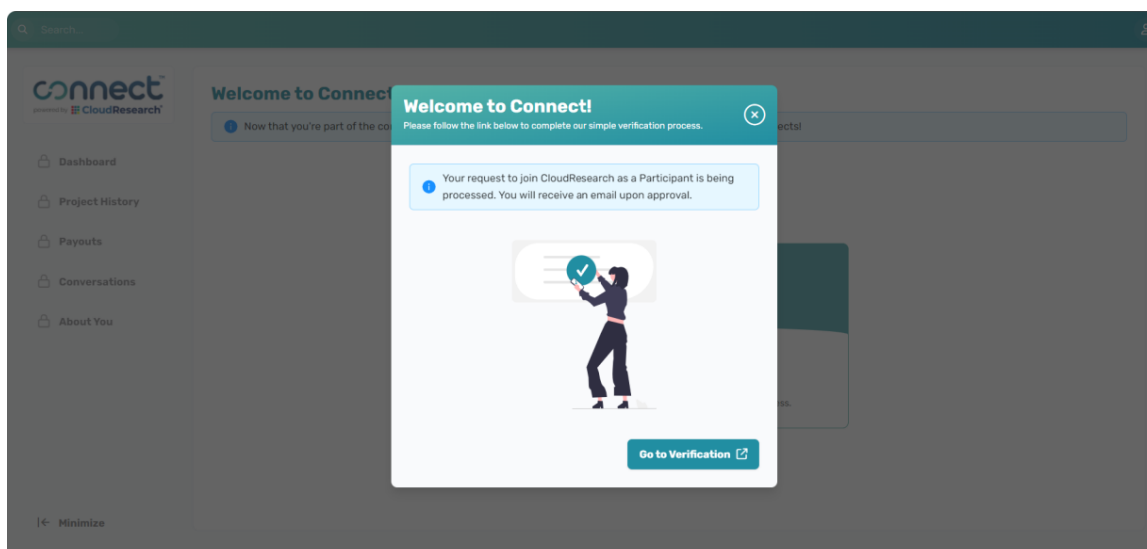 Search...
connect™
powered by CloudResearch
Welcome to Connect
Now that you're part of the co
ects!
Dashboard
Project History
Payouts
Conversations
About You
Minimize
Welcome to Connect!
Please follow the link below to complete our simple verification process.
Your request to join CloudResearch as a Participant is being
processed. You will receive an email upon approval.
Go to Verification
ss.